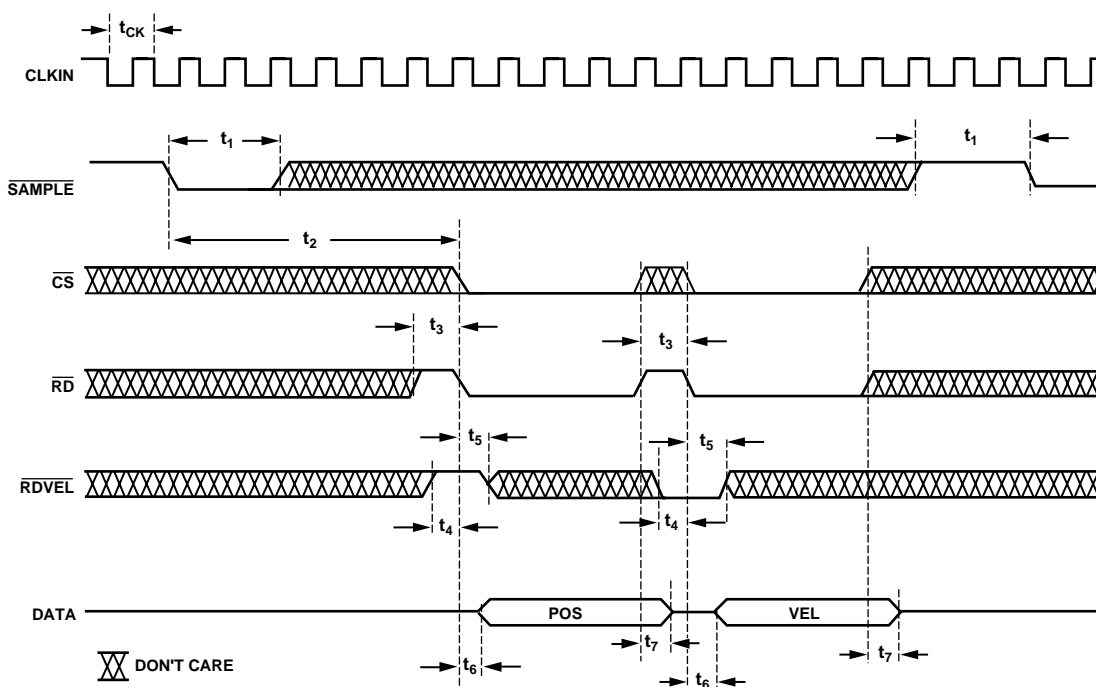 tCK
CLKIN
t1
t1
SAMPLE
t2
CS
t3
t3
RD
t5
t5
RDVEL
t4
t4
DATA
POS
VEL
t6
t7
t6
t7
DON'T CARE